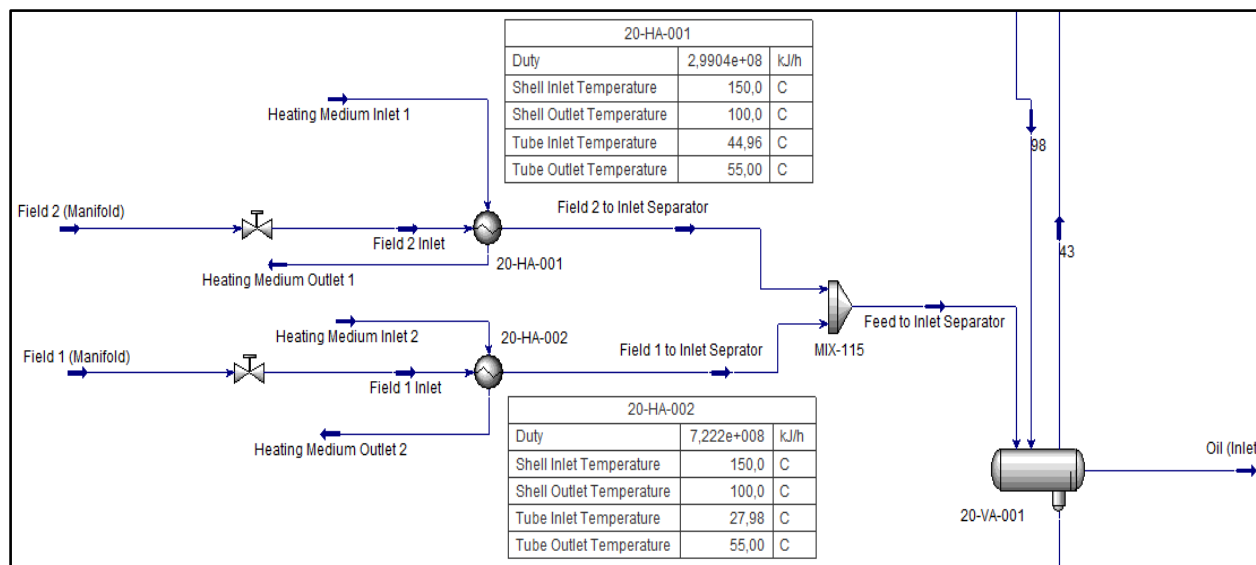 20-HA-001
Duty 2,9904e+08 kJ/h
Shell Inlet Temperature 150,0 C
Shell Outlet Temperature 100,0 C
Tube Inlet Temperature 44,96 C
Tube Outlet Temperature 55,00 C
Heating Medium Inlet 1
98
Field 2 (Manifold)
Field 2 to Inlet Separator
Field 2 Inlet
20-HA-001
43
Heating Medium Outlet 1
Heating Medium Inlet 2
20-HA-002
Feed to Inlet Separator
Field 1 (Manifold)
Field 1 to Inlet Seprator
MIX-115
Field 1 Inlet
20-HA-002
Duty 7,222e+008 kJ/h
Shell Inlet Temperature 150,0 C
Shell Outlet Temperature 100,0 C
Tube Inlet Temperature 27,98 C
Tube Outlet Temperature 55,00 C
Heating Medium Outlet 2
Oil (Inlet
20-VA-001